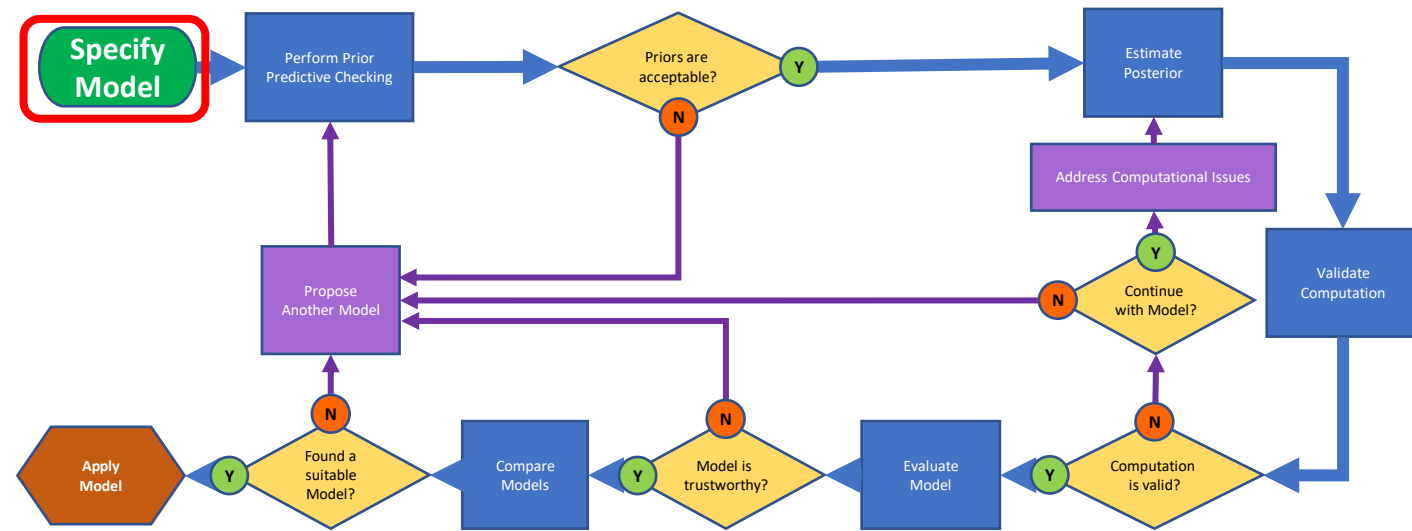 Specify
Model
Perform Prior
Predictive Checking
Priors are
acceptable?
Y
N
Estimate
Posterior
Address Computational Issues
Y
Validate
Computation
Propose
Another Model
N
Continue
with Model?
N
N
N
Apply
Model
Y
Found a
suitable
Model?
Compare
Models
Y
Model is
trustworthy?
Evaluate
Model
Y
Computation
is valid?